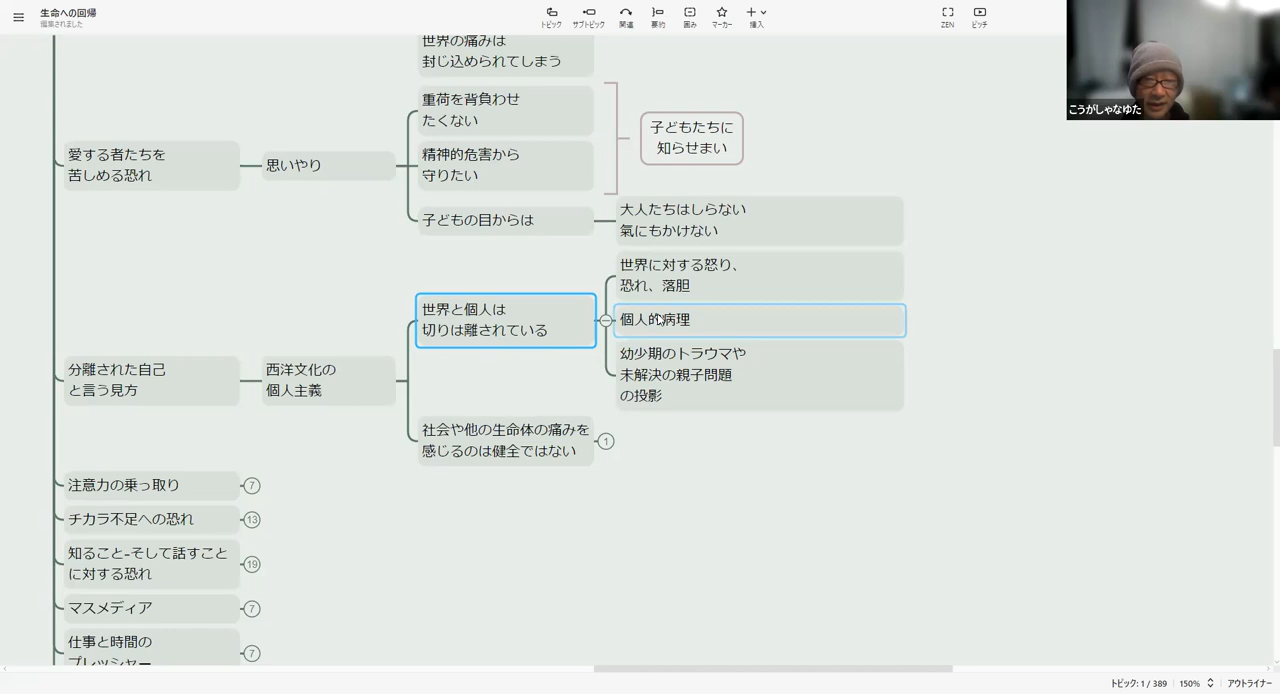 生命への回帰
編集されました
トピック
サブトピック
関連
要約
囲み
マーカー
挿入
ZEN
ピッチ
こうがしゃなゆた
世界の痛みは
封じ込められてしまう
重荷を背負わせ
たくない
精神的危害から
守りたい
子どもたちに
知らせまい
愛する者たちを
苦しめる恐れ
思いやり
子どもの目からは
大人たちはしらない
氣にもかけない
世界に対する怒り、
恐れ、落胆
世界と個人は
切りは離されている
個人的病理
幼少期のトラウマや
未解決の親子問題
の投影
分離された自己
と言う見方
西洋文化の
個人主義
社会や他の生命体の痛みを
感じるのは健全ではない
1
注意力の乗っ取り
7
チカラ不足への恐れ
13
知ること-そして話すこと
に対する恐れ
19
マスメディア
7
仕事と時間の
プレッシャー
7
トピック: 1 / 389
150%
アウトライナー